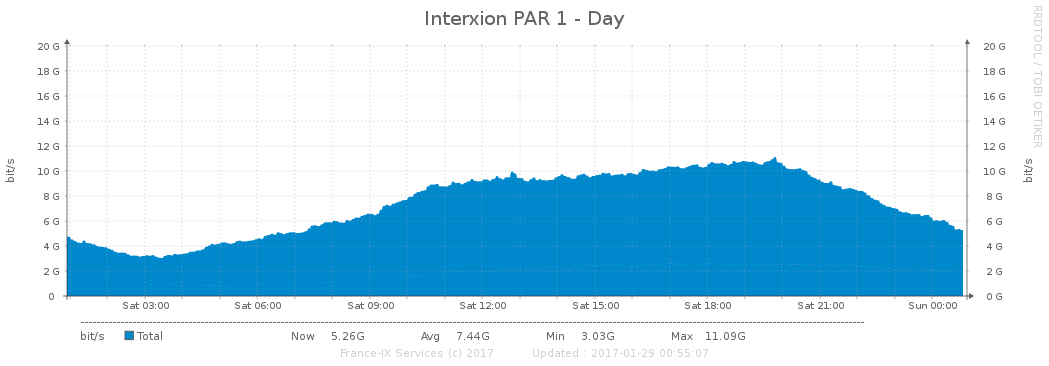 Interxion PAR 1 - Day
RRDTOOL / TOBI OETIKER
bit/s
20 G 20 G
18 G 18 G
16 G 16 G
14 G 14 G
12 G 12 G
10 G 10 G
8 G 8 G
6 G 6 G
4 G 4 G
2 G 2 G
0 0 G
bit/s
Sat 03:00 Sat 06:00 Sat 09:00 Sat 12:00 Sat 15:00 Sat 18:00 Sat 21:00 Sun 00:00
bit/s Total Now 5.26G Avg 7.44G Min 3.03G Max 11.09G
France-IX Services (c) 2017 Updated : 2017-01-29 00:55:07